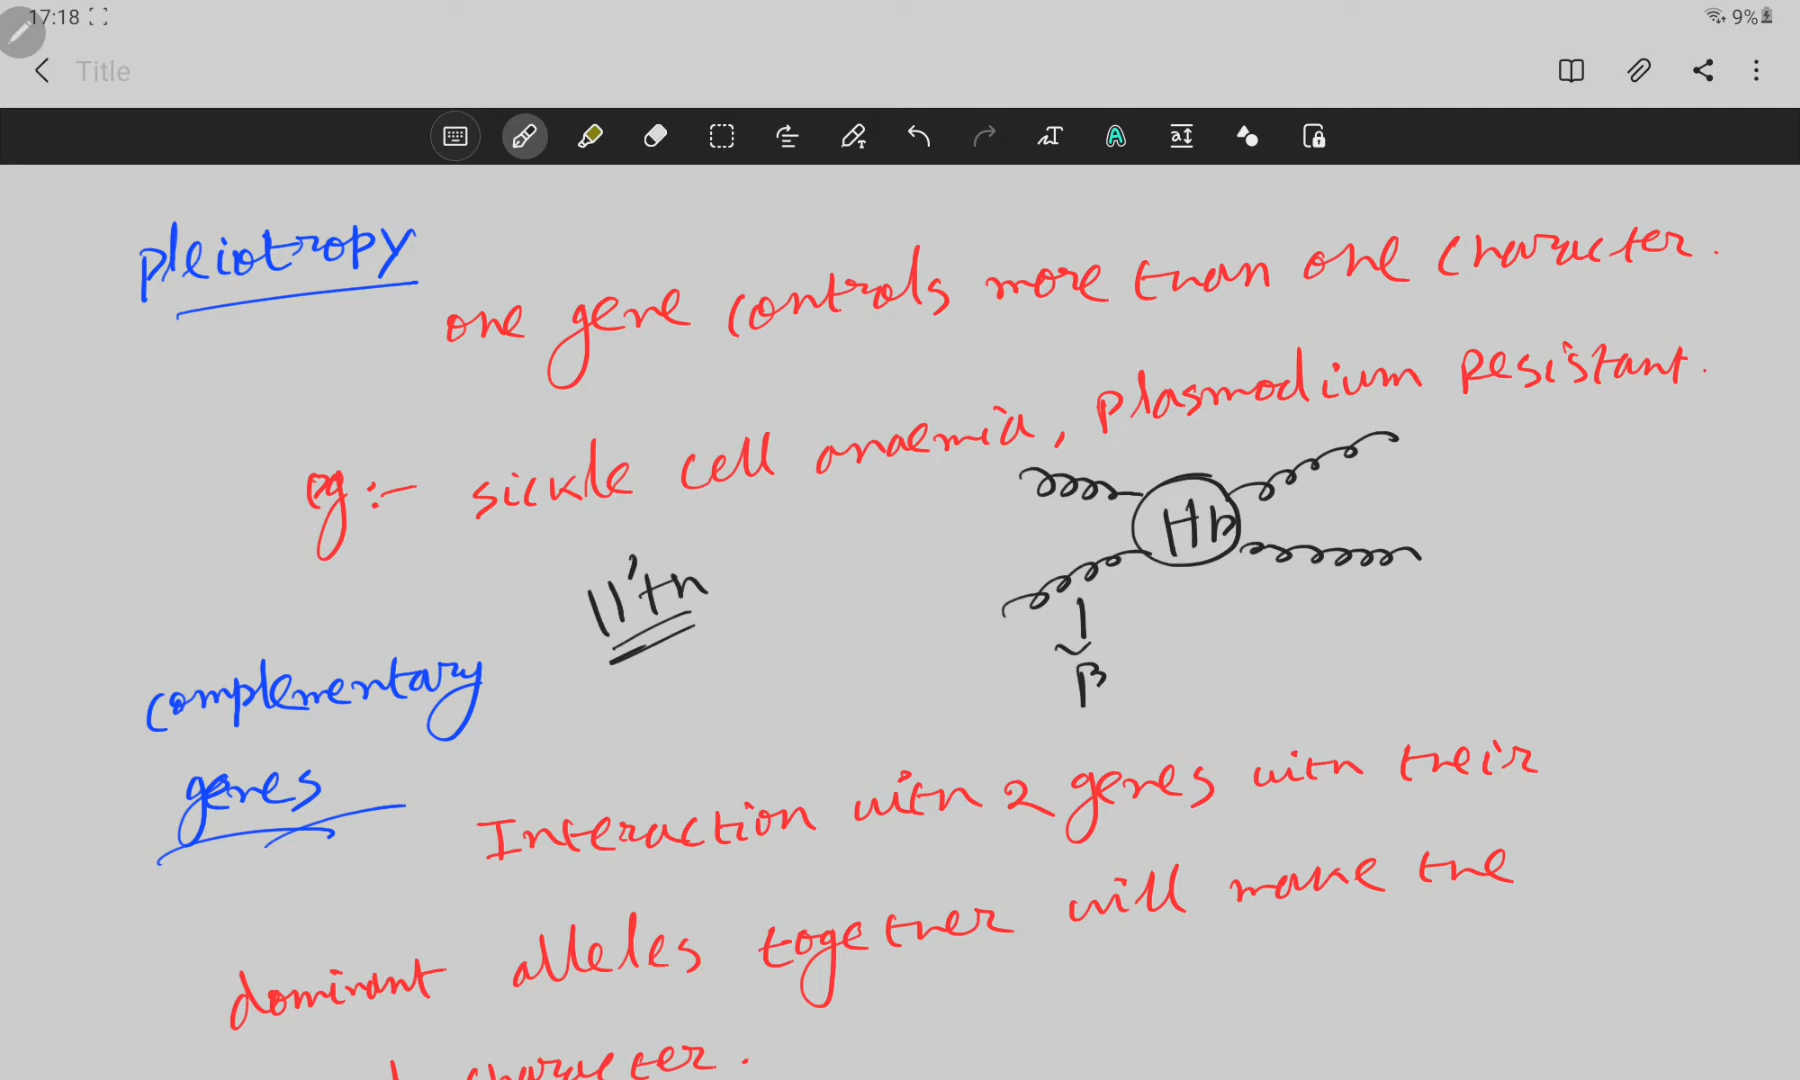 17:18
9%
Title
pleiotropy
one gene controls more than one character.
eg:- sickle cell anaemia, plasmodium resistant.
Hb
11'th
β
complementary
genes
Interaction with 2 genes with their
dominant alleles together will make the
character.